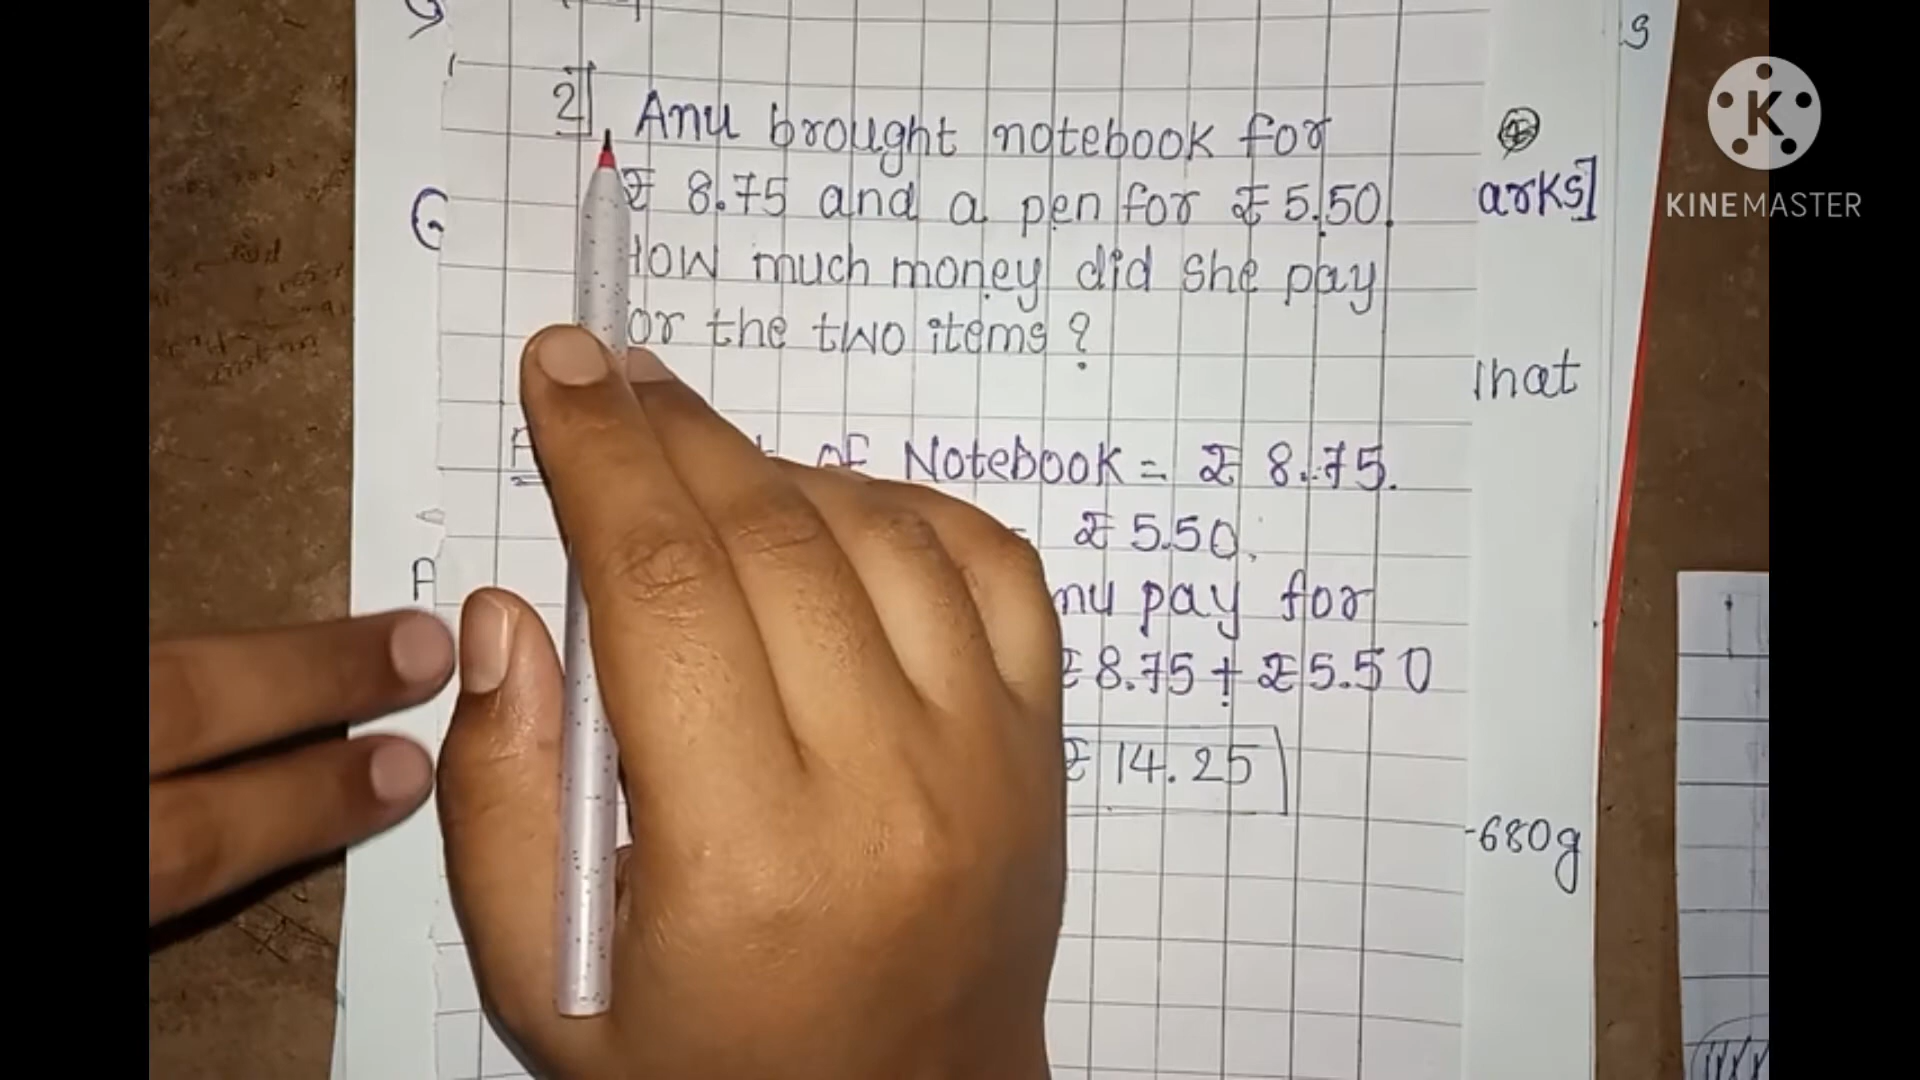 2] Anu brought notebook for
₹ 8.75 and a pen for ₹ 5.50.
How much money did she pay
or the two items?
of Notebook = ₹ 8.75.
= ₹ 5.50.
pay for
₹ 8.75 + ₹ 5.50
₹ 14.25
G
A
arks]
hat
-680g
K
KINEMASTER